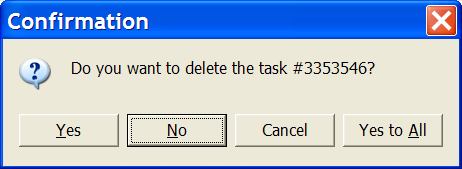 Confirmation
Do you want to delete the task #3353546?
Yes No Cancel Yes to All